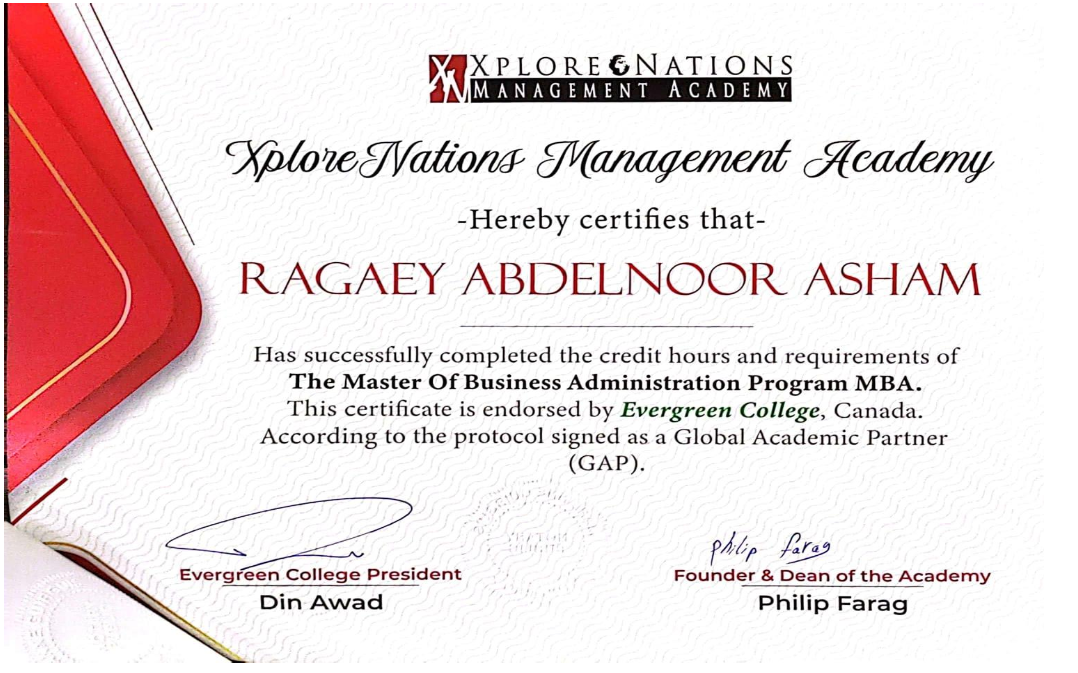 XN XPLORE NATIONS
MANAGEMENT ACADEMY
XploreNations Management Academy
-Hereby certifies that-
RAGAEY ABDELNOOR ASHAM
Has successfully completed the credit hours and requirements of
The Master Of Business Administration Program MBA.
This certificate is endorsed by Evergreen College, Canada.
According to the protocol signed as a Global Academic Partner
(GAP).
philip farag
Evergreen College President
Founder & Dean of the Academy
Din Awad
Philip Farag